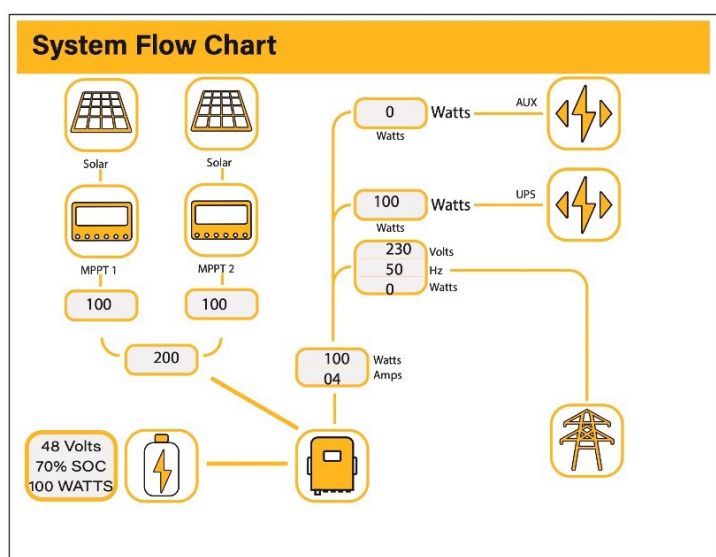 System Flow Chart
Solar
Solar
MPPT 1
MPPT 2
100
100
200
0 Watts
Watts
AUX
100 Watts
Watts
UPS
230 Volts
50 Hz
0 Watts
100 Watts
04 Amps
48 Volts
70% SOC
100 WATTS